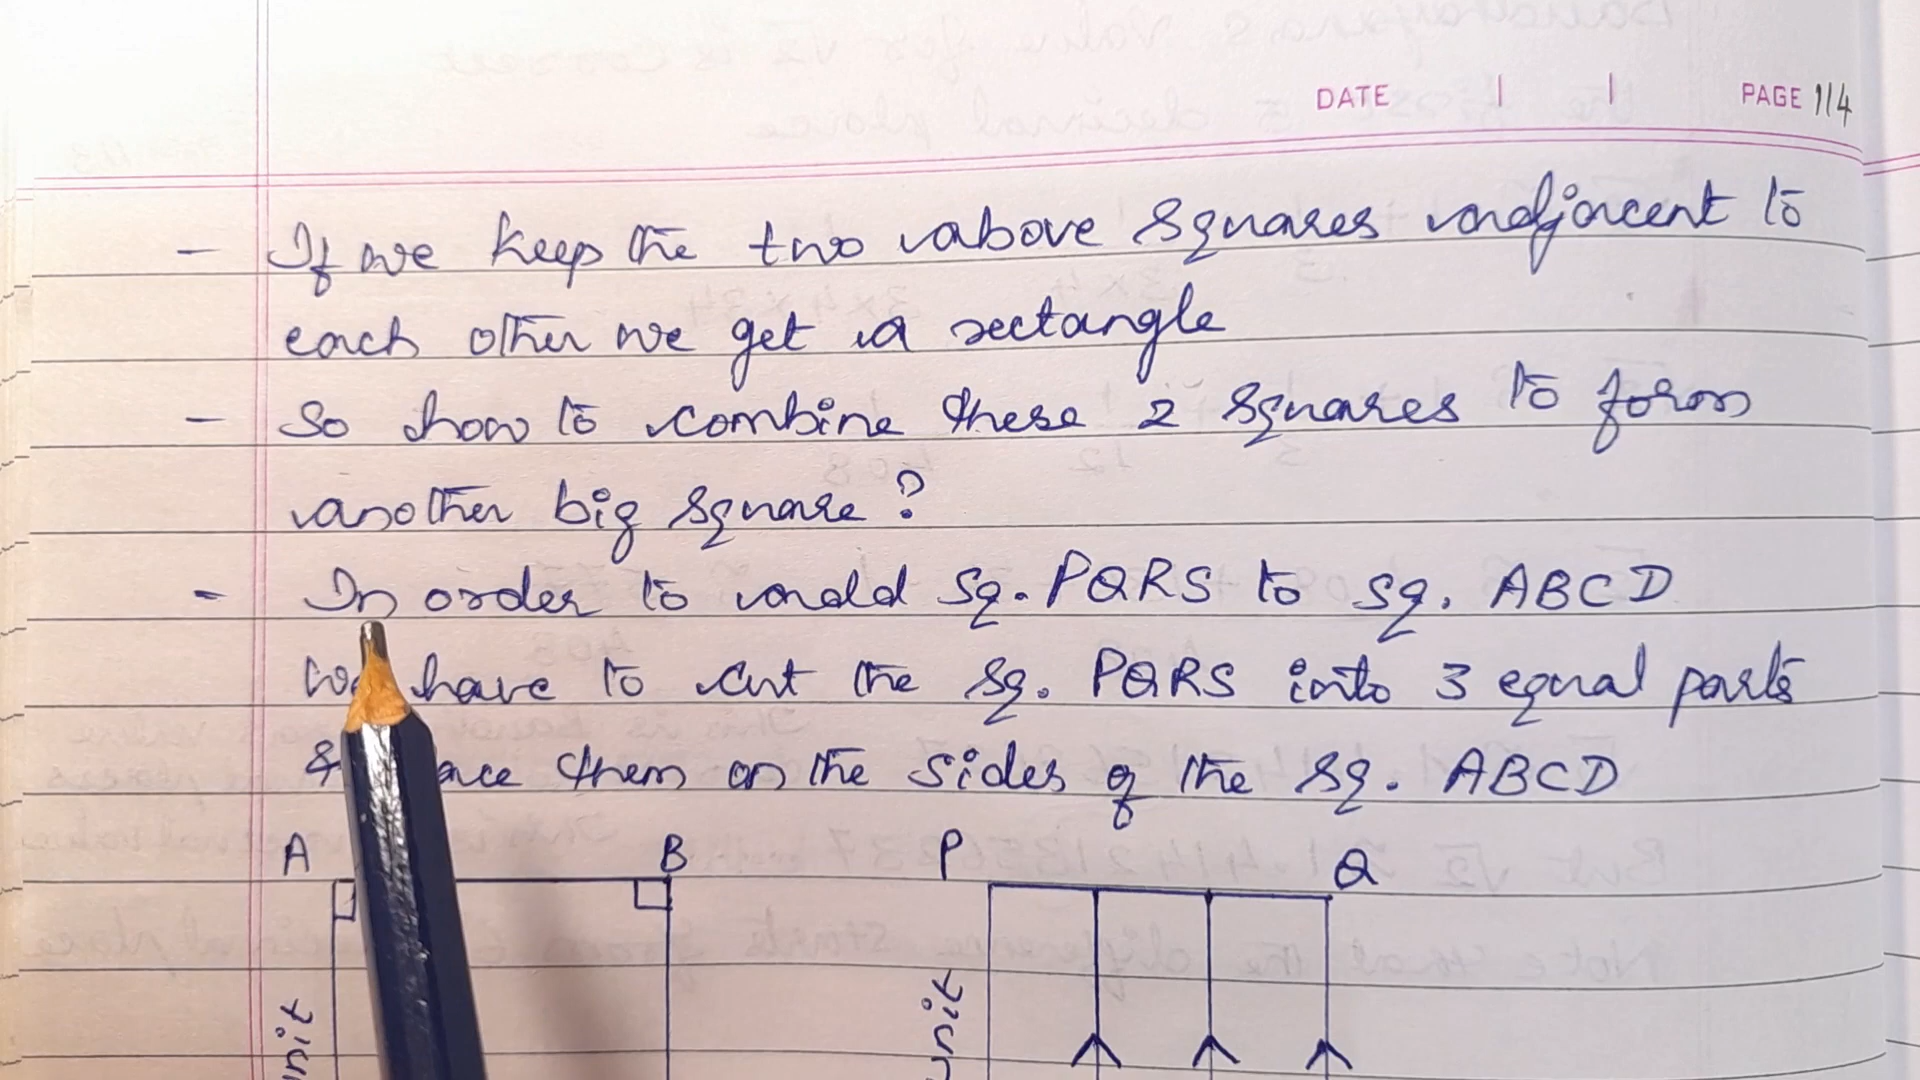 DATE | | PAGE 1/4
- If we keep the two above squares adjacent to
each other we get a rectangle
- So how to combine these 2 squares to form
another big square?
- In order to add Sq. PQRS to sq. ABCD
have to cut the sq. PQRS into 3 equal parts
& them on the sides of the sq. ABCD
A B P Q
unit unit